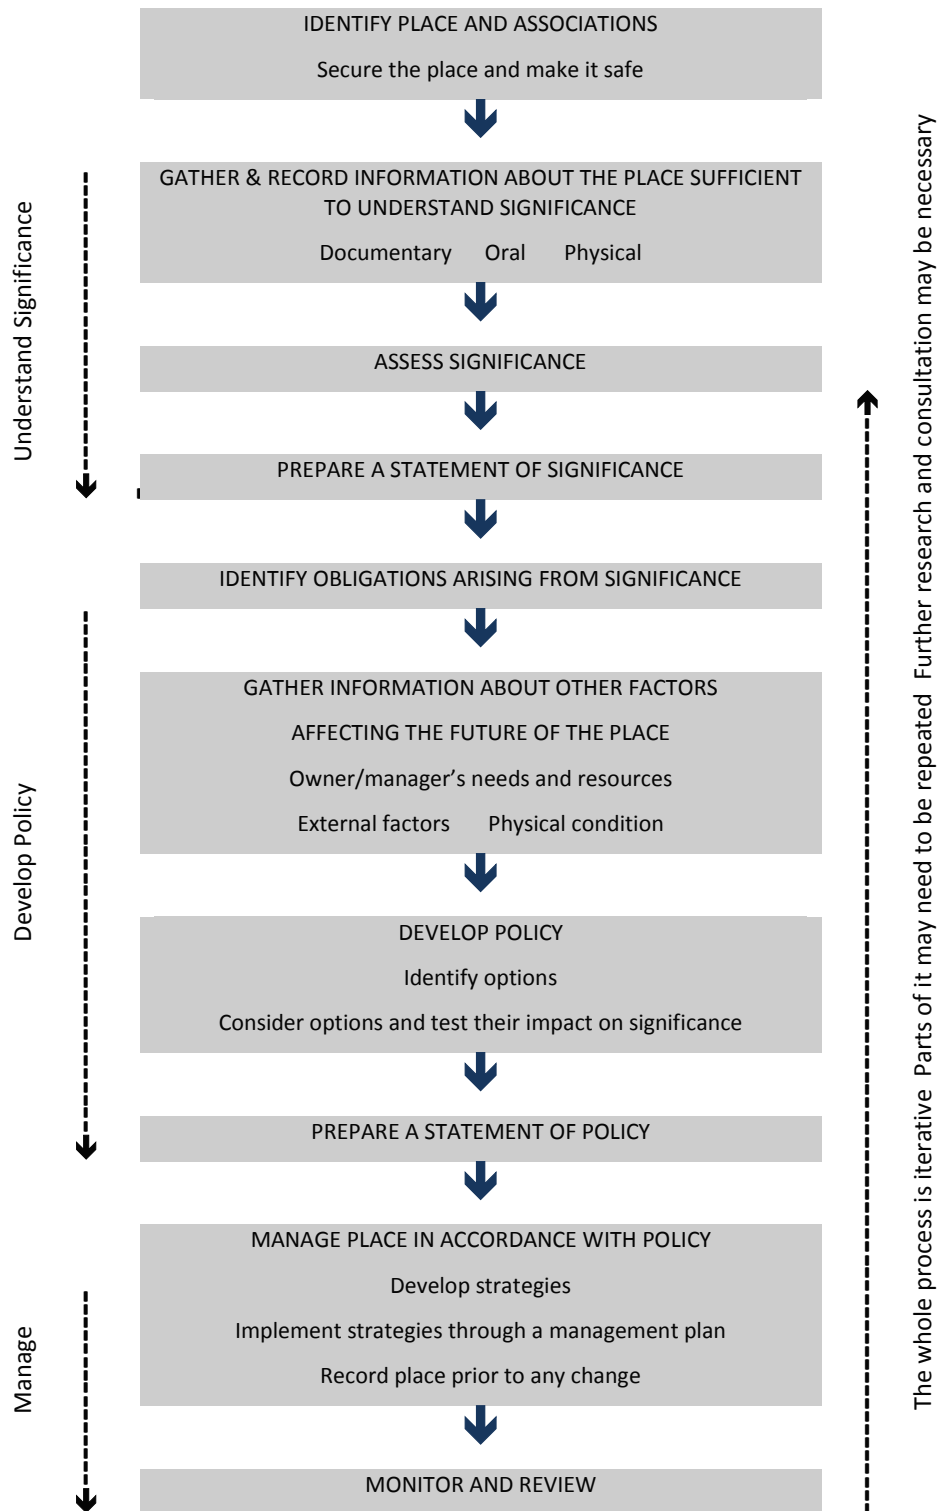 IDENTIFY PLACE AND ASSOCIATIONS
Secure the place and make it safe
Understand Significance
GATHER & RECORD INFORMATION ABOUT THE PLACE SUFFICIENT
TO UNDERSTAND SIGNIFICANCE
Documentary Oral Physical
ASSESS SIGNIFICANCE
PREPARE A STATEMENT OF SIGNIFICANCE
Develop Policy
IDENTIFY OBLIGATIONS ARISING FROM SIGNIFICANCE
GATHER INFORMATION ABOUT OTHER FACTORS
AFFECTING THE FUTURE OF THE PLACE
Owner/manager’s needs and resources
External factors Physical condition
DEVELOP POLICY
Identify options
Consider options and test their impact on significance
PREPARE A STATEMENT OF POLICY
Manage
MANAGE PLACE IN ACCORDANCE WITH POLICY
Develop strategies
Implement strategies through a management plan
Record place prior to any change
MONITOR AND REVIEW
The whole process is iterative Parts of it may need to be repeated Further research and consultation may be necessary